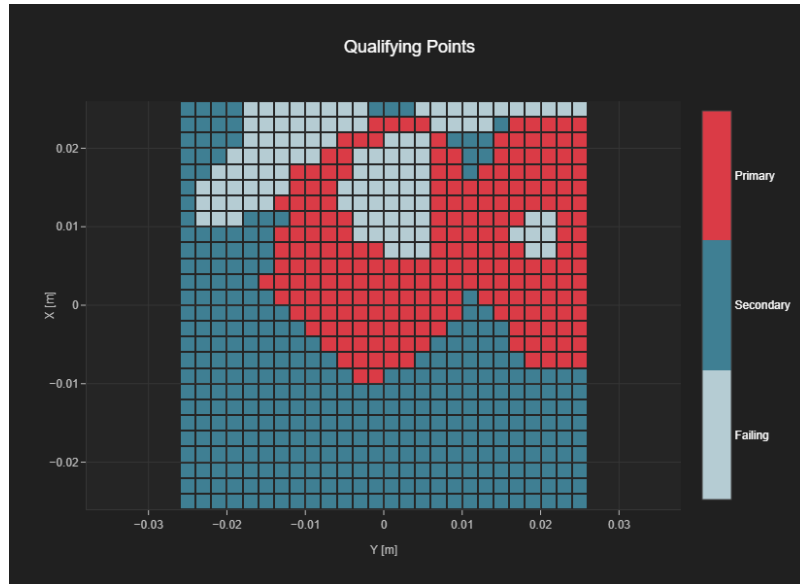 Qualifying Points
Primary
Secondary
Failing
X [m]
0.02
0.01
0
−0.01
−0.02
−0.03
−0.02
−0.01
0
0.01
0.02
0.03
Y [m]